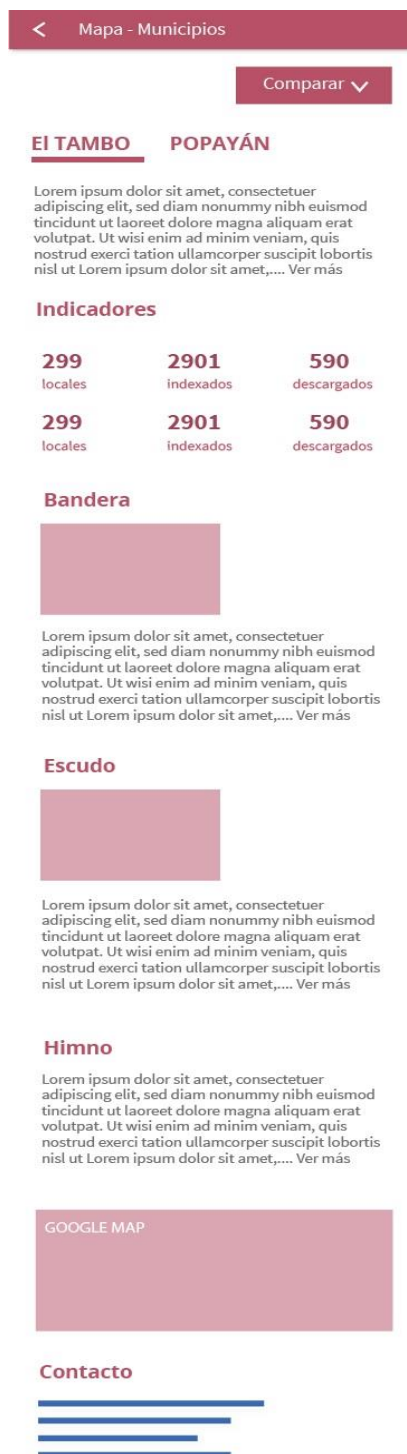 Mapa - Municipios
Comparar
El TAMBO POPAYÁN
Lorem ipsum dolor sit amet, consectetuer
adipiscing elit, sed diam nonummy nibh euismod
tincidunt ut laoreet dolore magna aliquam erat
volutpat. Ut wisi enim ad minim veniam, quis
nostrud exerci tation ullamcorper suscipit lobortis
nisl ut Lorem ipsum dolor sit amet,.... Ver más
Indicadores
299 2901 590
locales indexados descargados
299 2901 590
locales indexados descargados
Bandera
Lorem ipsum dolor sit amet, consectetuer
adipiscing elit, sed diam nonummy nibh euismod
tincidunt ut laoreet dolore magna aliquam erat
volutpat. Ut wisi enim ad minim veniam, quis
nostrud exerci tation ullamcorper suscipit lobortis
nisl ut Lorem ipsum dolor sit amet,.... Ver más
Escudo
Lorem ipsum dolor sit amet, consectetuer
adipiscing elit, sed diam nonummy nibh euismod
tincidunt ut laoreet dolore magna aliquam erat
volutpat. Ut wisi enim ad minim veniam, quis
nostrud exerci tation ullamcorper suscipit lobortis
nisl ut Lorem ipsum dolor sit amet,.... Ver más
Himno
Lorem ipsum dolor sit amet, consectetuer
adipiscing elit, sed diam nonummy nibh euismod
tincidunt ut laoreet dolore magna aliquam erat
volutpat. Ut wisi enim ad minim veniam, quis
nostrud exerci tation ullamcorper suscipit lobortis
nisl ut Lorem ipsum dolor sit amet,.... Ver más
GOOGLE MAP
Contacto